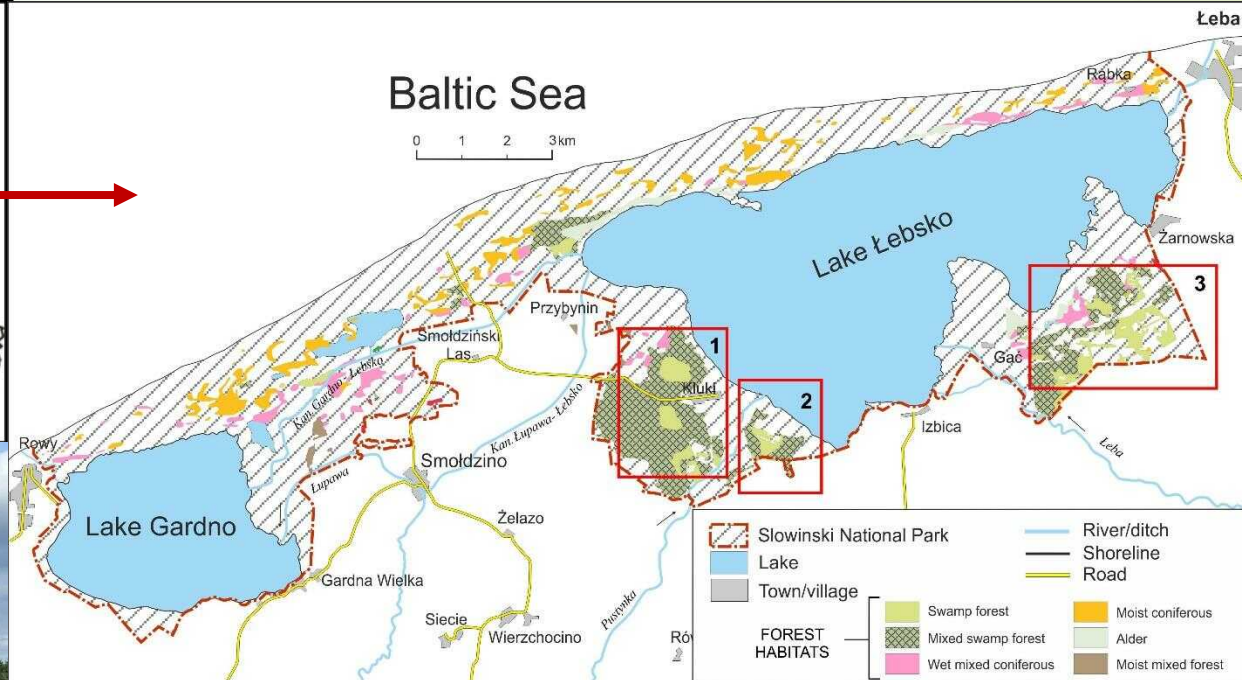 Łeba
Rąbka
Baltic Sea
0 1 2 3 km
Lake Łebsko
Żarnowska
3
Przybynin
Smołdziński
Las
1
Gać
Kan. Gardno - Łebsko
Kluki
2
Kan. Łupawa - Łebsko
Izbica
Rowy
Łeba
Łupawa
Smołdzino
Lake Gardno
Żelazo
Gardna Wielka
Pustynka
Siecie
Wierzchocino
Slowinski National Park
Lake
Town/village
River/ditch
Shoreline
Road
FOREST
HABITATS
Swamp forest
Mixed swamp forest
Wet mixed coniferous
Moist coniferous
Alder
Moist mixed forest